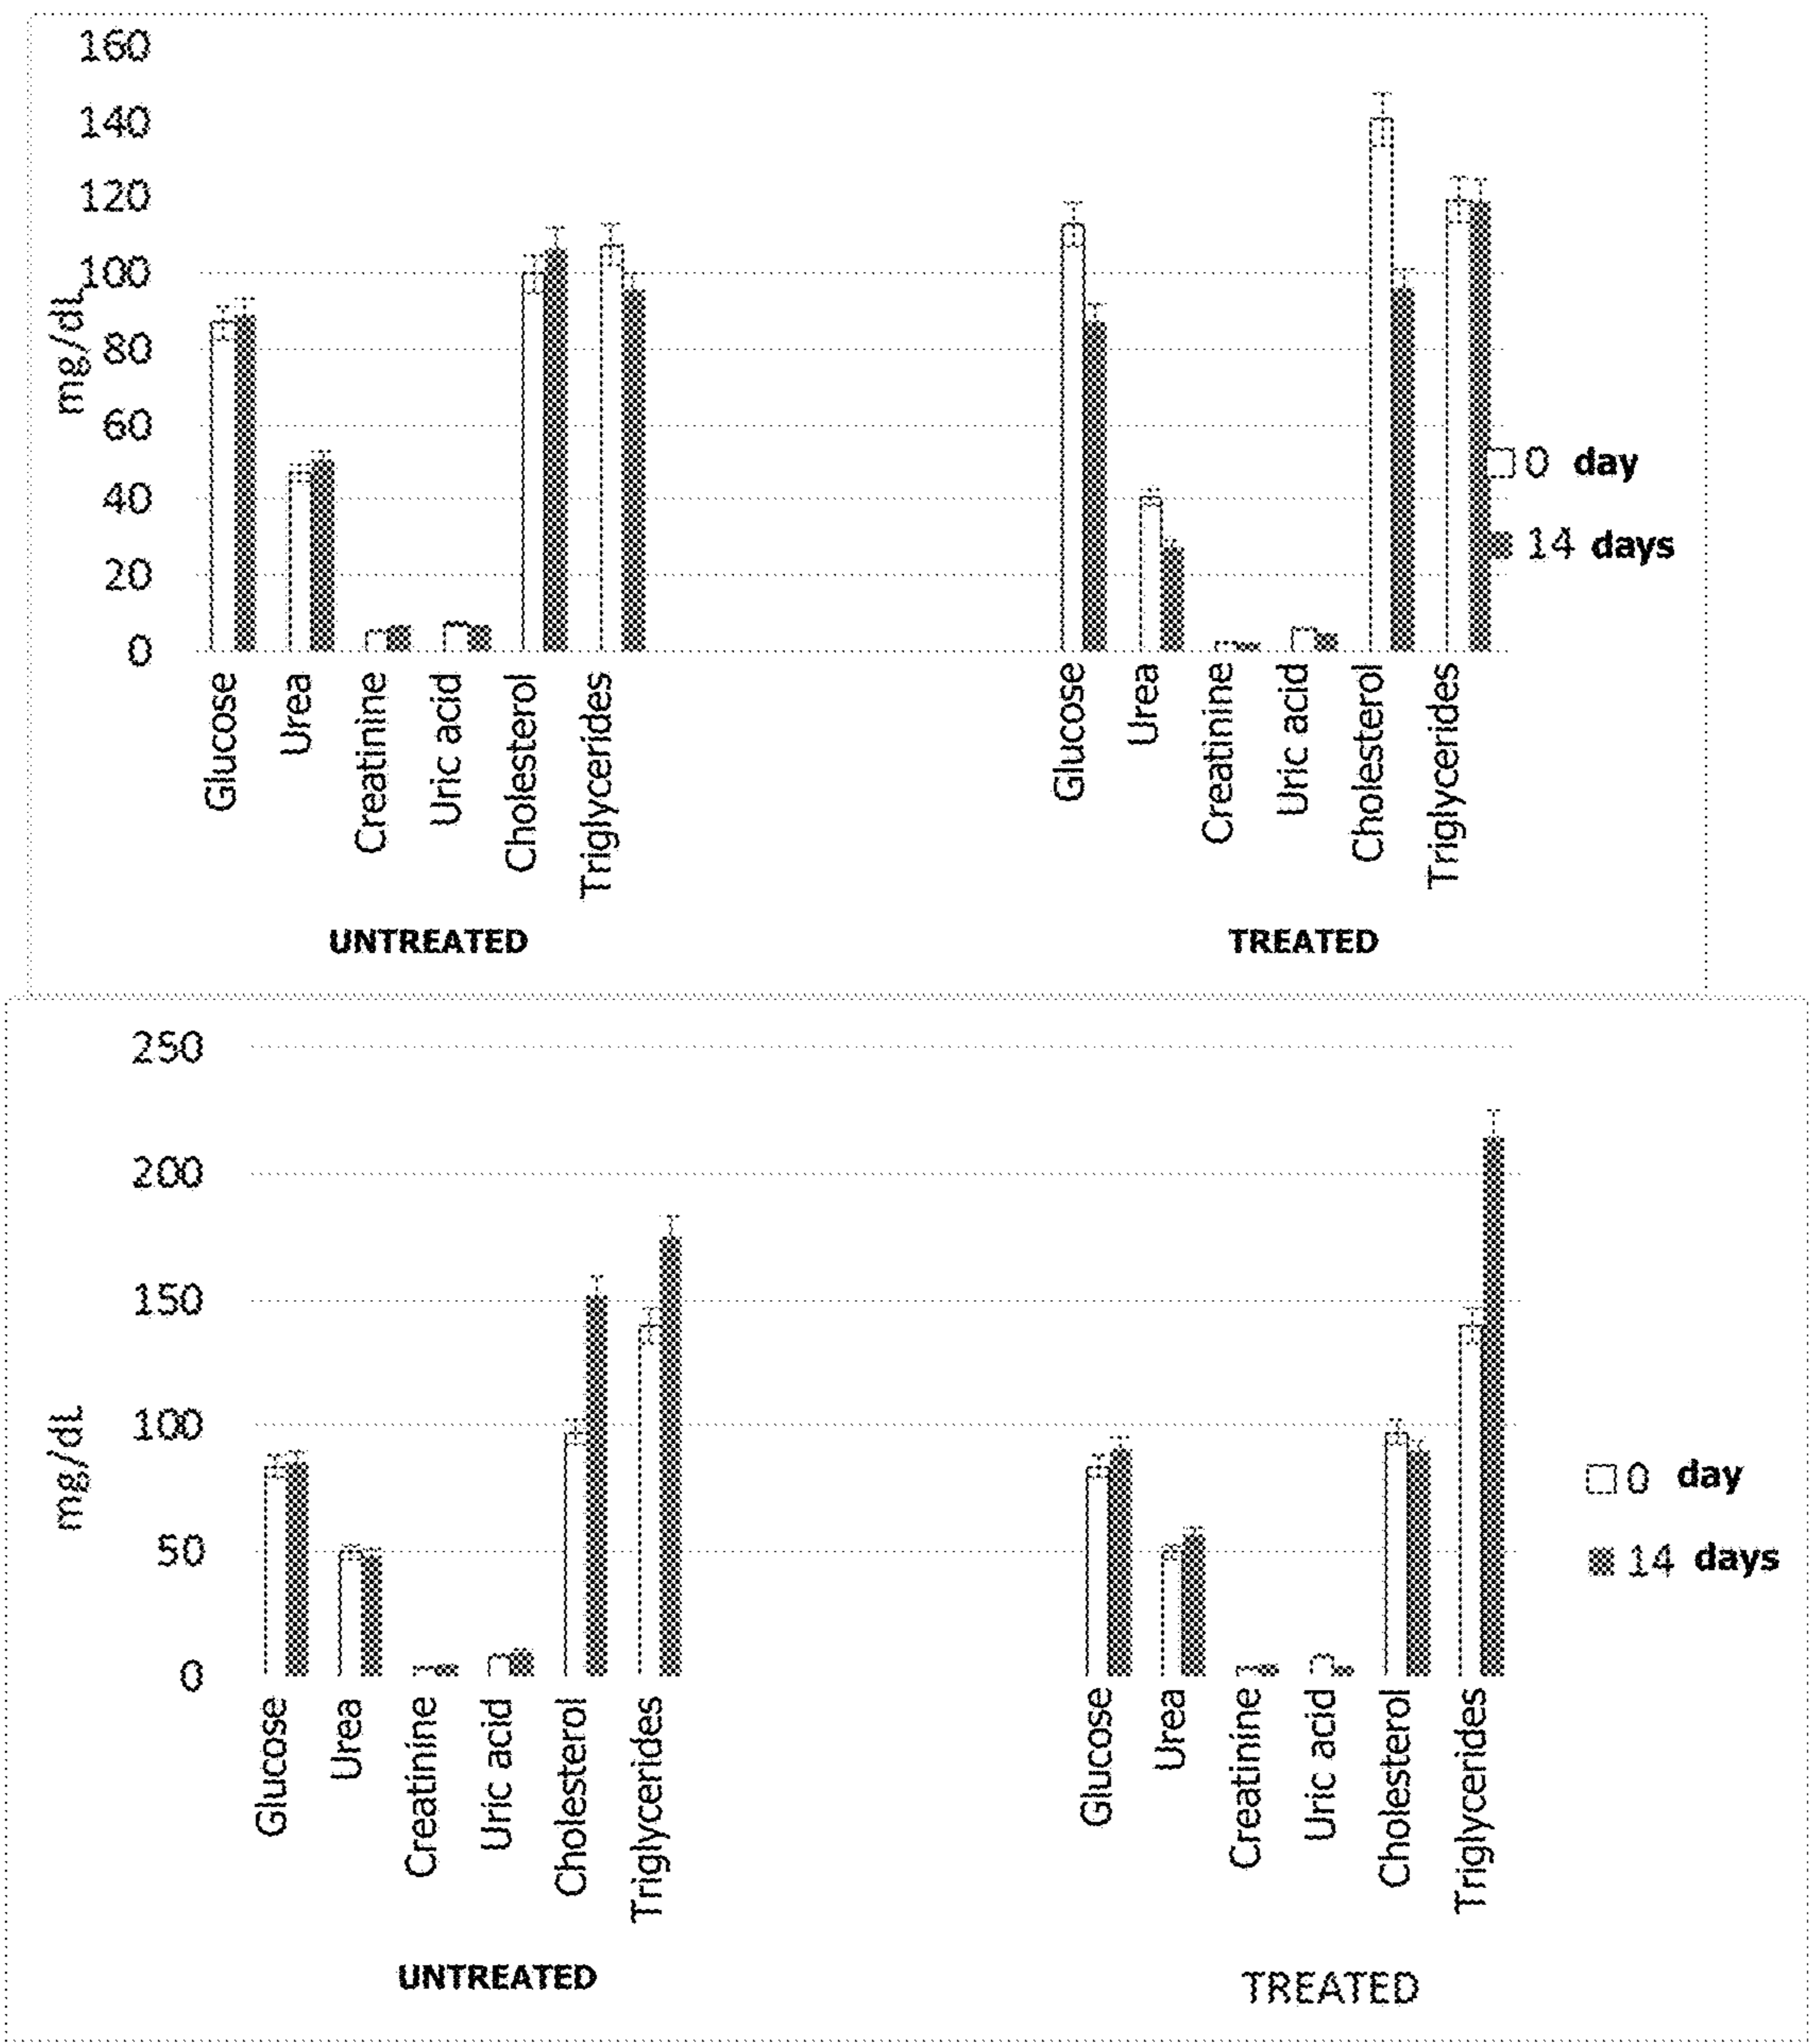 160
140
120
100
80
60
40
20
0
mg/dL
0 day
14 days
Glucose
Urea
Creatinine
Uric acid
Cholesterol
Triglycerides
Glucose
Urea
Creatinine
Uric acid
Cholesterol
Triglycerides
UNTREATED
TREATED
250
200
150
100
50
0
mg/dL
0 day
14 days
Glucose
Urea
Creatinine
Uric acid
Cholesterol
Triglycerides
Glucose
Urea
Creatinine
Uric acid
Cholesterol
Triglycerides
UNTREATED
TREATED